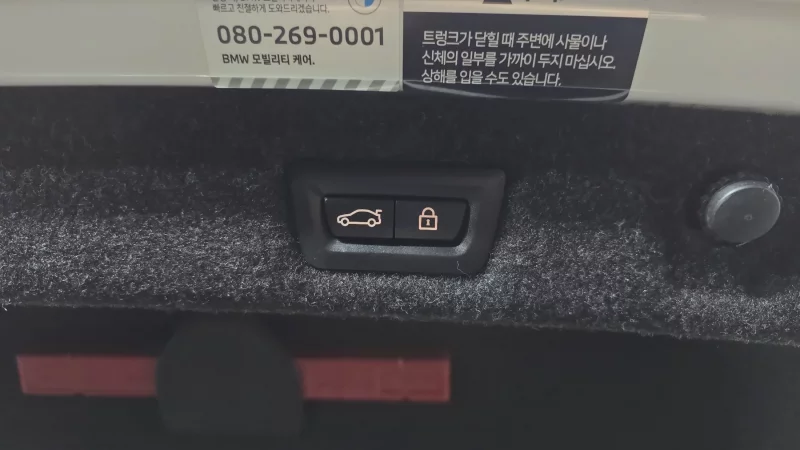 빠르고 친절하게 도와드리겠습니다.
080-269-0001
BMW 모빌리티 케어.
트렁크가 닫힐 때 주변에 사물이나
신체의 일부를 가까이 두지 마십시오.
상해를 입을 수도 있습니다.